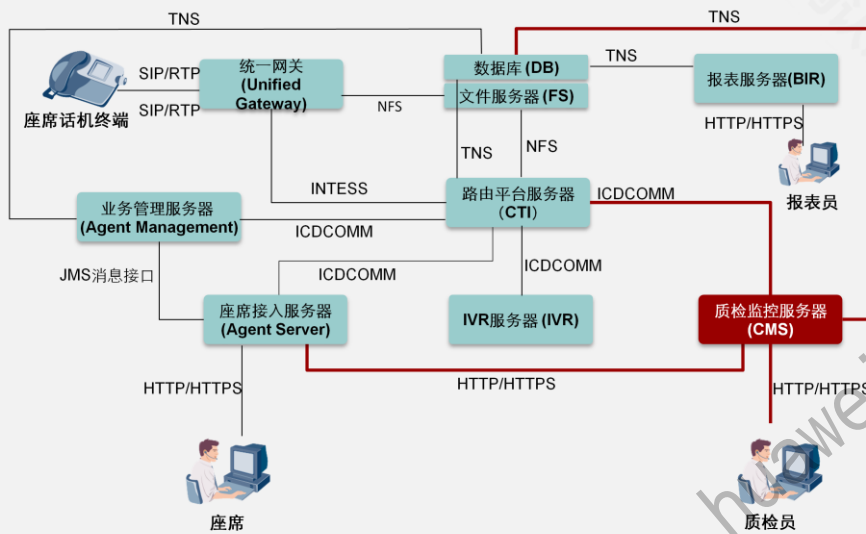 TNS
TNS
SIP/RTP
统一网关
(Unified
Gateway)
数据库 (DB)
TNS
报表服务器(BIR)
文件服务器 (FS)
NFS
SIP/RTP
座席话机终端
HTTP/HTTPS
TNS
NFS
报表员
INTESS
路由平台服务器
(CTI)
ICDCOMM
业务管理服务器
(Agent Management)
ICDCOMM
JMS消息接口
ICDCOMM
ICDCOMM
座席接入服务器
(Agent Server)
IVR服务器 (IVR)
质检监控服务器
(CMS)
HTTP/HTTPS
HTTP/HTTPS
HTTP/HTTPS
座席
质检员